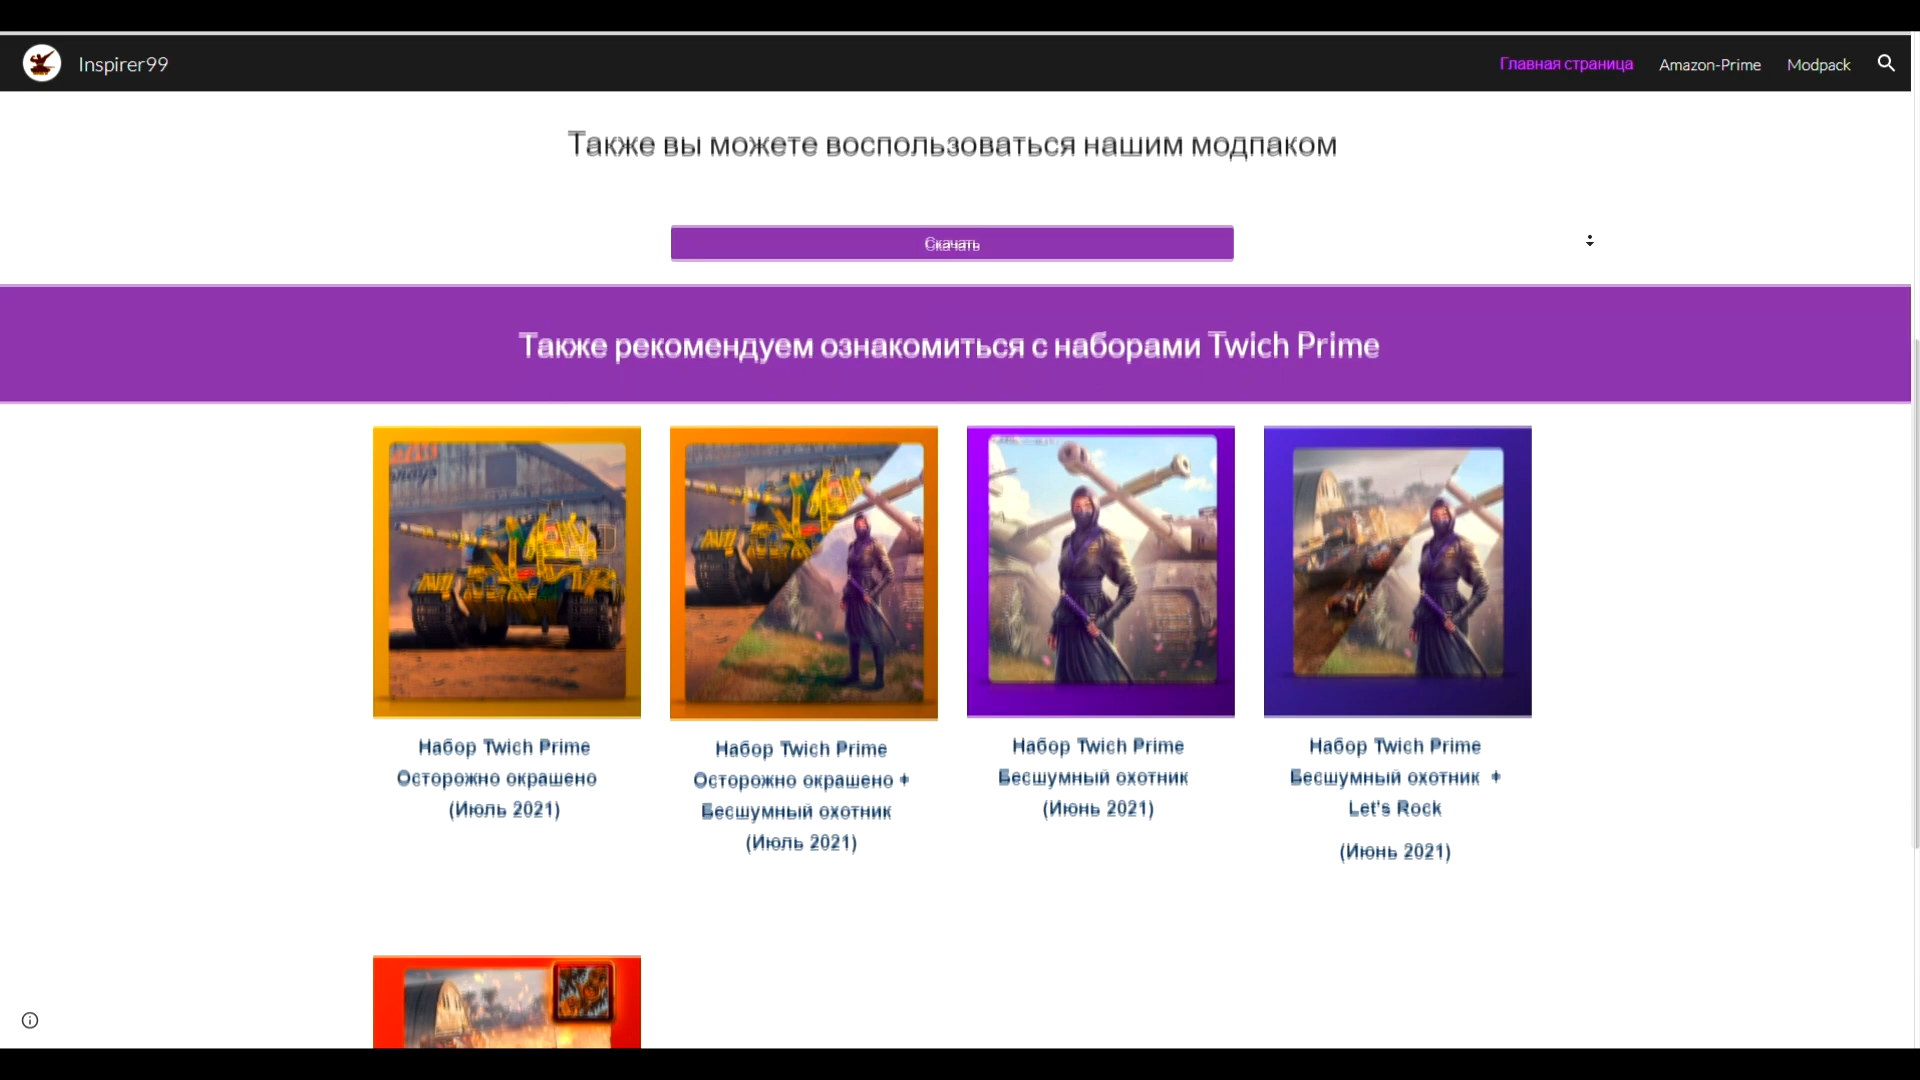 Inspirer99
Главная страница
Amazon-Prime
Modpack
Также вы можете воспользоваться нашим модпаком
Скачать
Также рекомендуем ознакомиться с наборами Twich Prime
Набор Twich Prime
Осторожно окрашено
(Июль 2021)
Набор Twich Prime
Осторожно окрашено +
Бесшумный охотник
(Июль 2021)
Набор Twich Prime
Бесшумный охотник
(Июнь 2021)
Набор Twich Prime
Бесшумный охотник +
Let's Rock
(Июнь 2021)